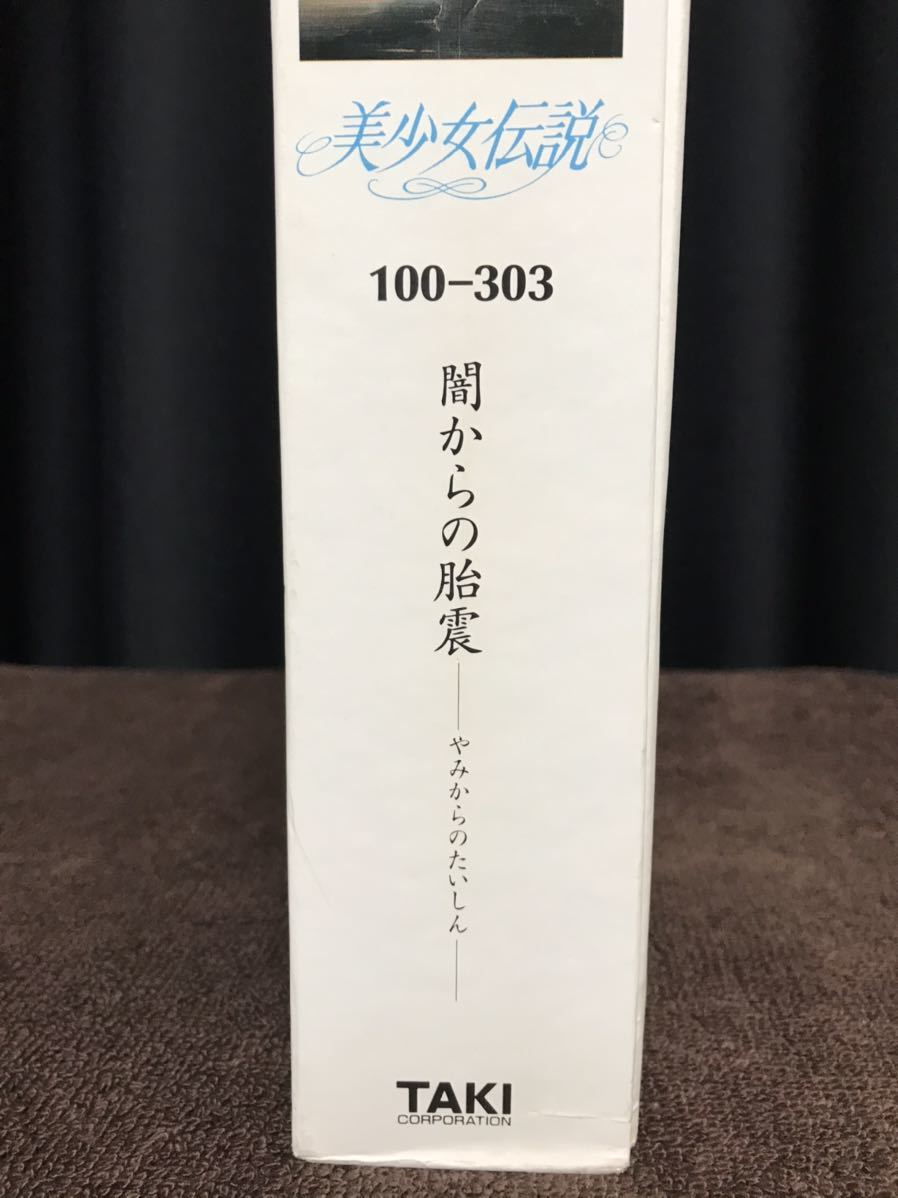 美少女伝説
100-303
闇からの胎震
──やみからのたいしん──
TAKI
CORPORATION